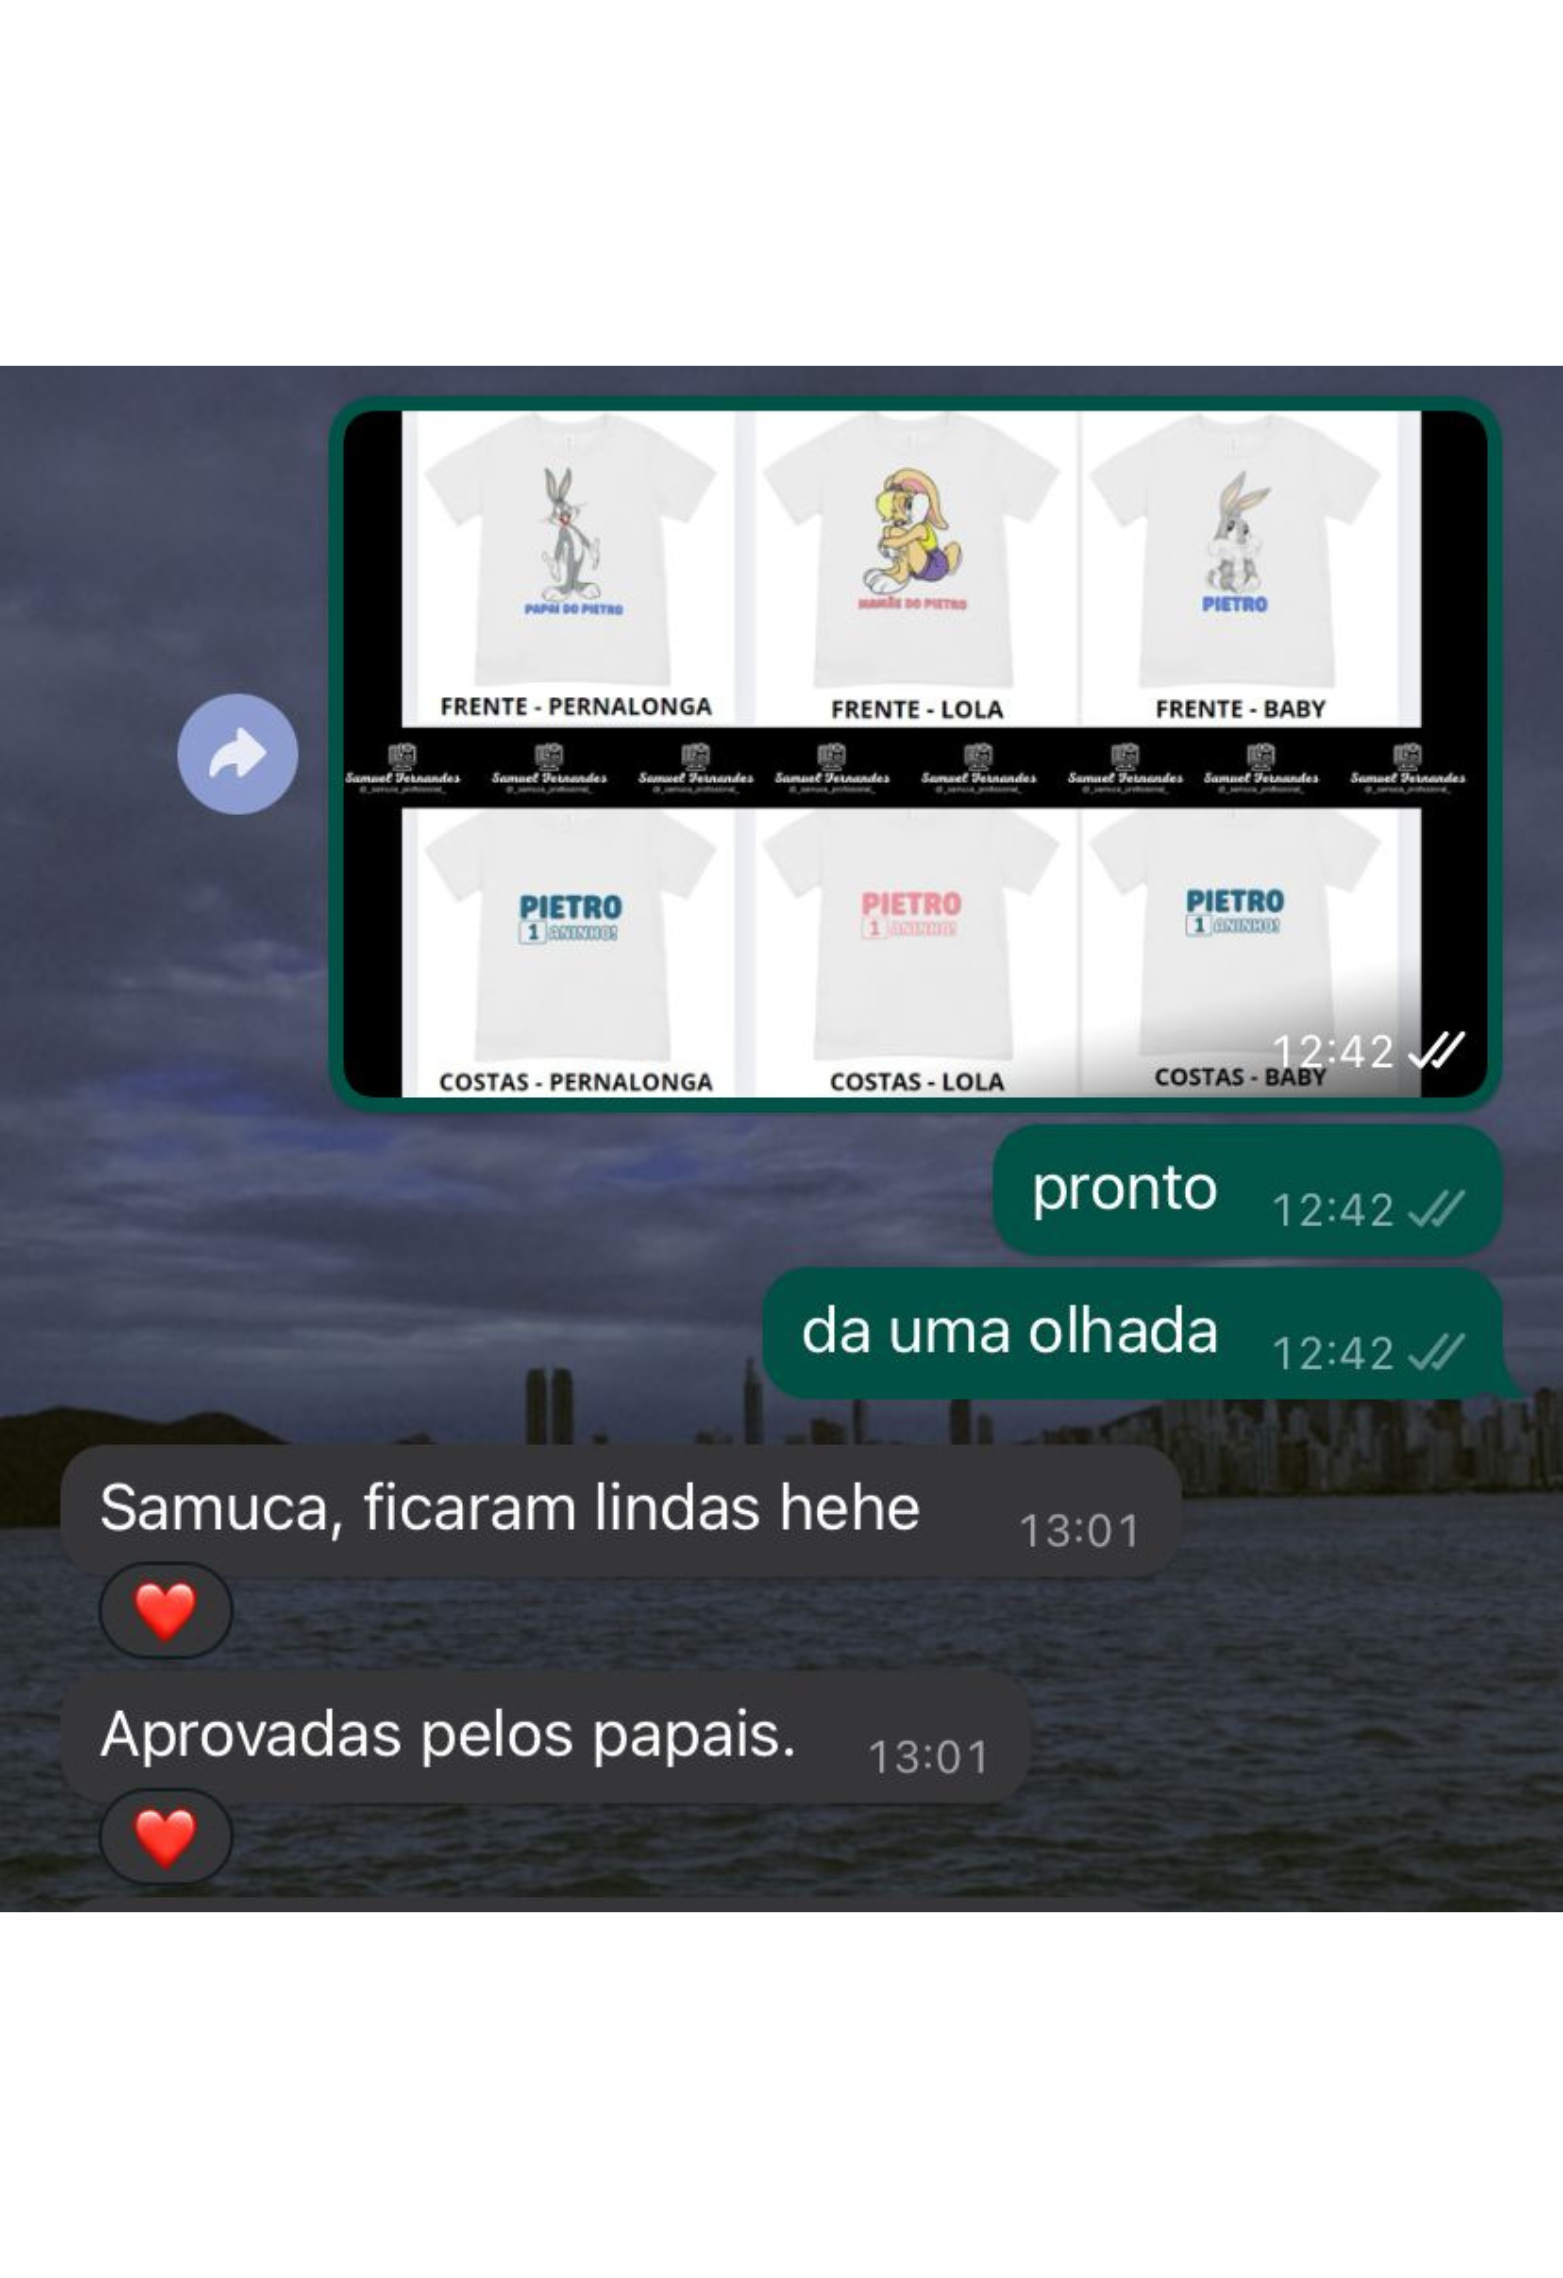 PAPAI DO PIETRO
MAMÃE DO PIETRO
PIETRO
FRENTE - PERNALONGA
FRENTE - LOLA
FRENTE - BABY
Samuel Fernandes Samuel Fernandes Samuel Fernandes Samuel Fernandes Samuel Fernandes Samuel Fernandes Samuel Fernandes Samuel Fernandes
PIETRO
1 ANINHO!
PIETRO
1 ANINHO!
PIETRO
1 ANINHO!
COSTAS - PERNALONGA
COSTAS - LOLA
COSTAS - BABY
12:42
pronto 12:42
da uma olhada 12:42
Samuca, ficaram lindas hehe 13:01
Aprovadas pelos papais. 13:01